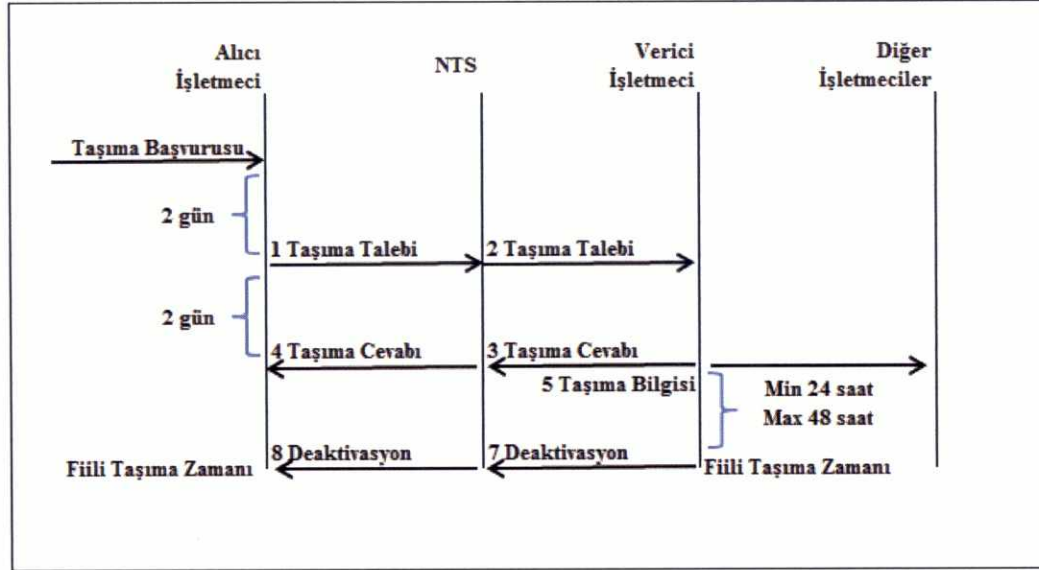 Alıcı
İşletmeci
NTS
Verici
İşletmeci
Diğer
İşletmeciler
Taşıma Başvurusu
2 gün
1 Taşıma Talebi
2 Taşıma Talebi
2 gün
4 Taşıma Cevabı
3 Taşıma Cevabı
5 Taşıma Bilgisi
Min 24 saat
Max 48 saat
8 Deaktivasyon
7 Deaktivasyon
Fiili Taşıma Zamanı
Fiili Taşıma Zamanı